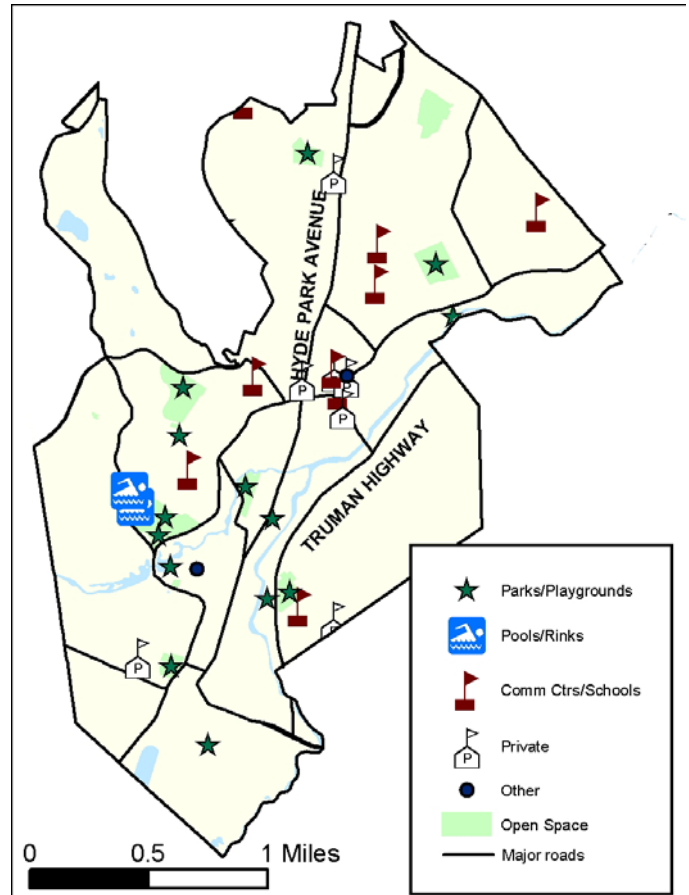 P
HYDE PARK AVENUE
P
P
P
TRUMAN HIGHWAY
P
P
Parks/Playgrounds
Pools/Rinks
Comm Ctrs/Schools
P
Private
Other
Open Space
Major roads
0 0.5 1 Miles